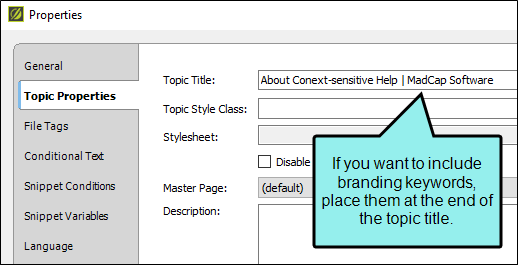 Properties
General
Topic Properties
File Tags
Conditional Text
Snippet Conditions
Snippet Variables
Language
Topic Title: About Conext-sensitive Help | MadCap Software
Topic Style Class:
Stylesheet:
Disable
Master Page: (default)
Description:
If you want to include
branding keywords,
place them at the end of
the topic title.